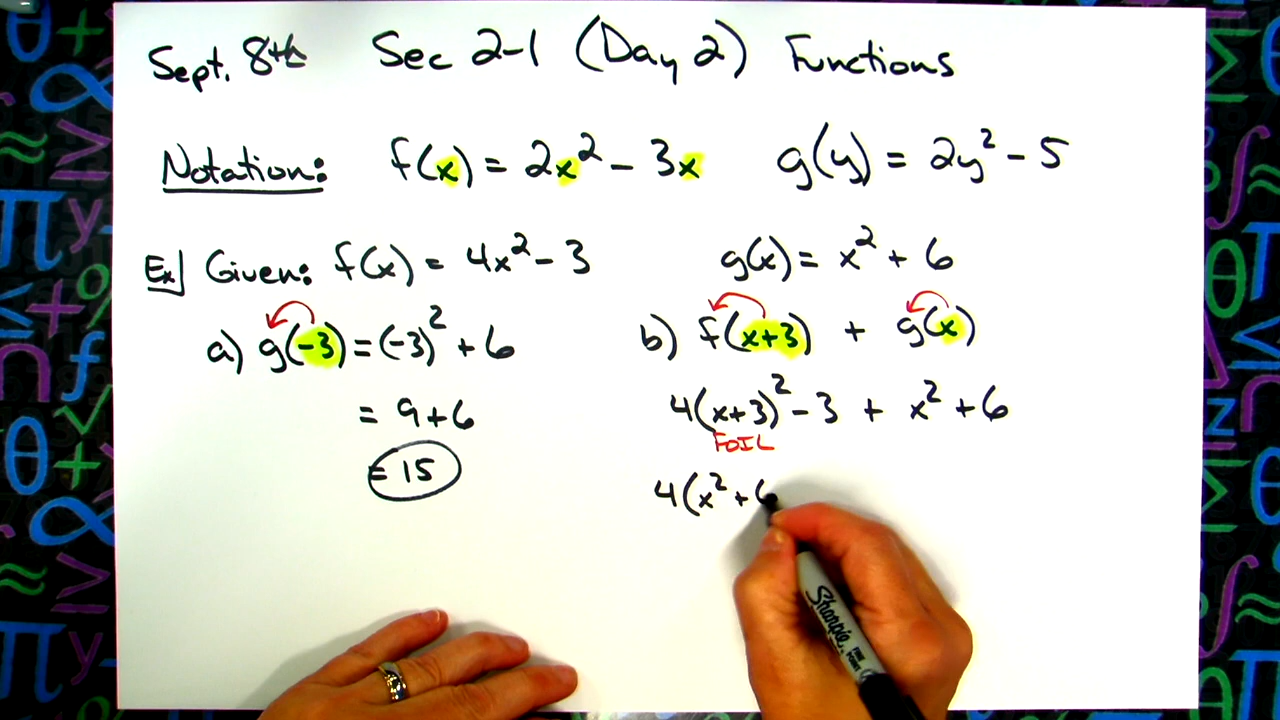 Sept. 8th Sec 2-1 (Day 2) Functions
Notation: f(x) = 2x² - 3x g(y) = 2y² - 5
Ex Given: f(x) = 4x² - 3 g(x) = x² + 6
a) g(-3) = (-3)² + 6
= 9 + 6
= 15
b) f(x+3) + g(x)
4(x+3)² - 3 + x² + 6
FOIL
4(x² + 6
Sharpie
FINE POINT